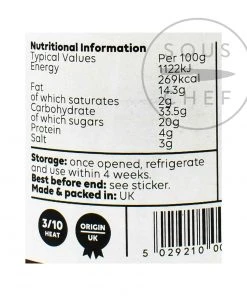 SOUS
CHEF
Nutritional Information
Typical Values Per 100g
Energy 1122kJ
269kcal
Fat 14.3g
of which saturates 2g
Carbohydrate 33.5g
of which sugars 20g
Protein 4g
Salt 3g
Storage: once opened, refrigerate
and use within 4 weeks.
Best before end: see sticker.
Made & packed in: UK
3/10
HEAT
ORIGIN
UK
5 029210 00